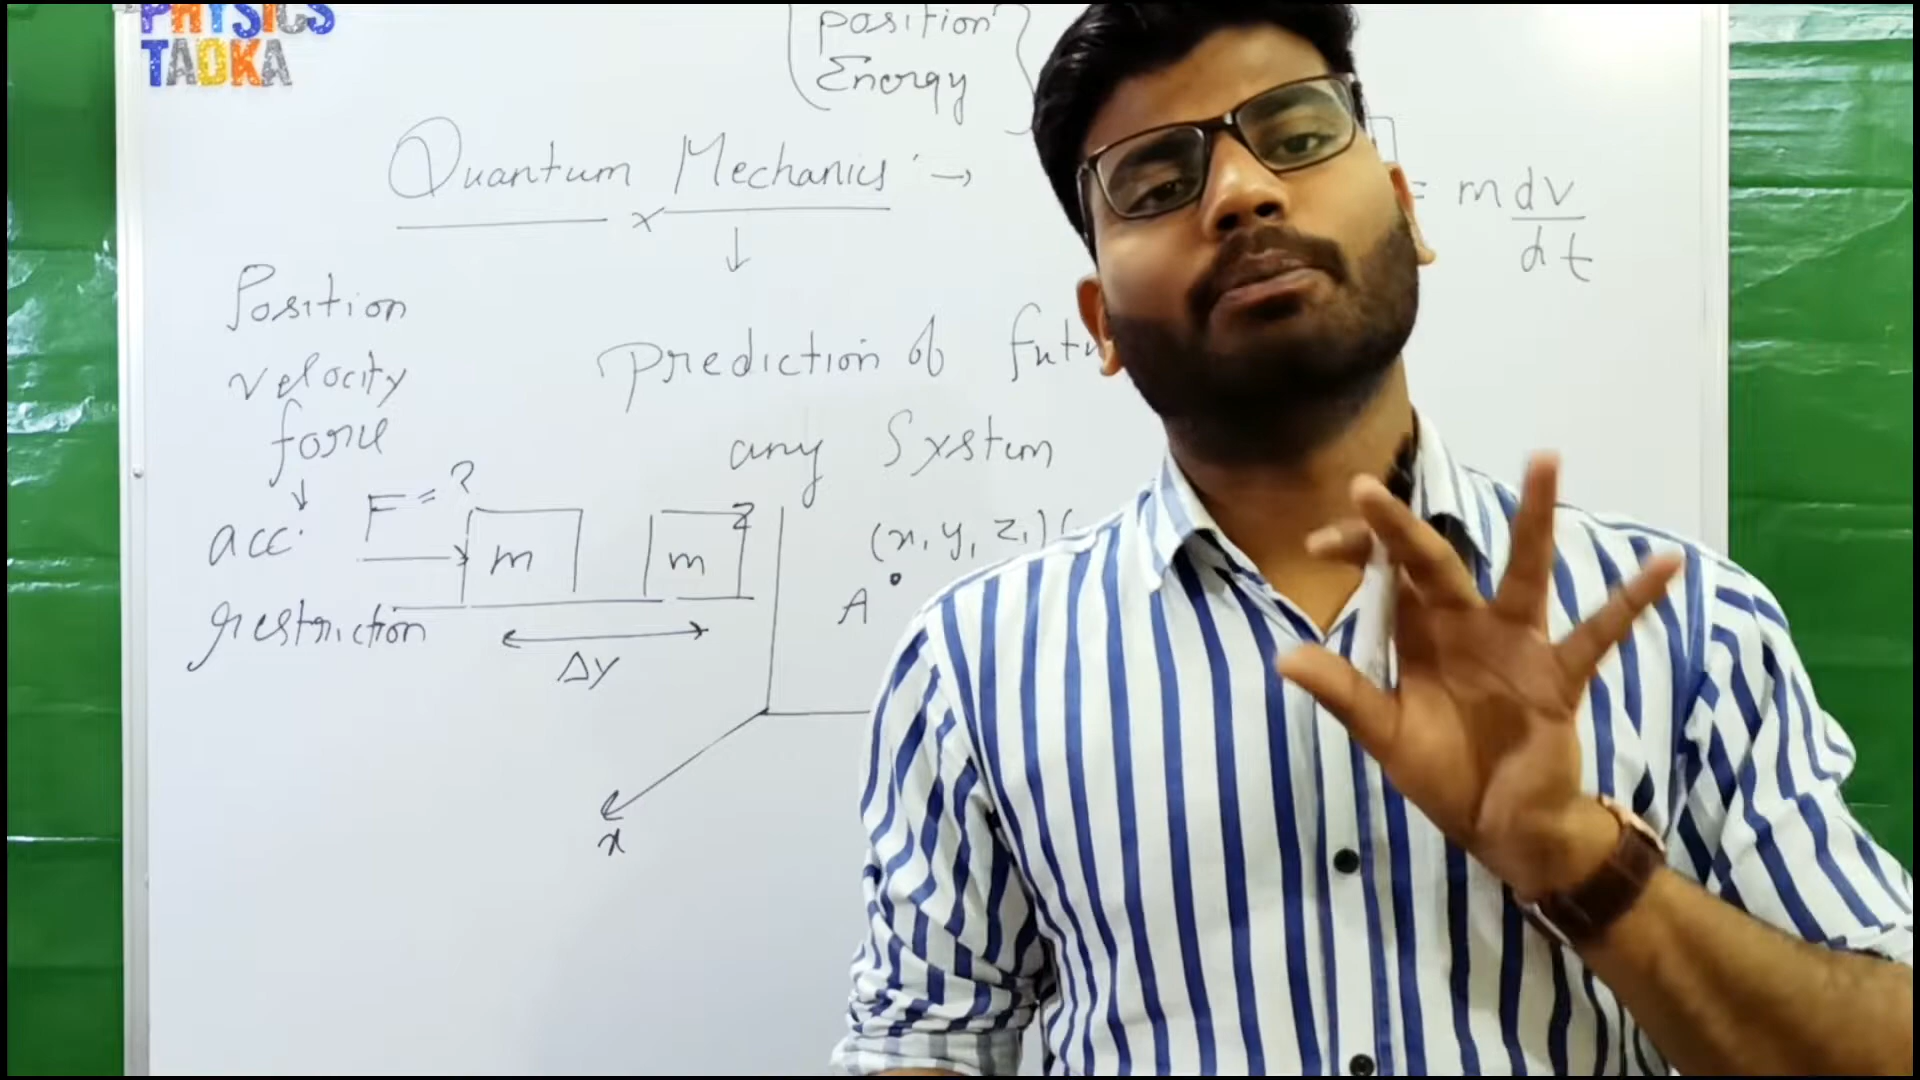 PHYSICS
TADKA
position
Energy
Quantum Mechanics :→
= m dv
dt
x
↓
Position
velocity
force
↓
acc.
restriction
prediction of
any System
F = ?
m
m
Δy
z
(x, y, z,) (
A
x